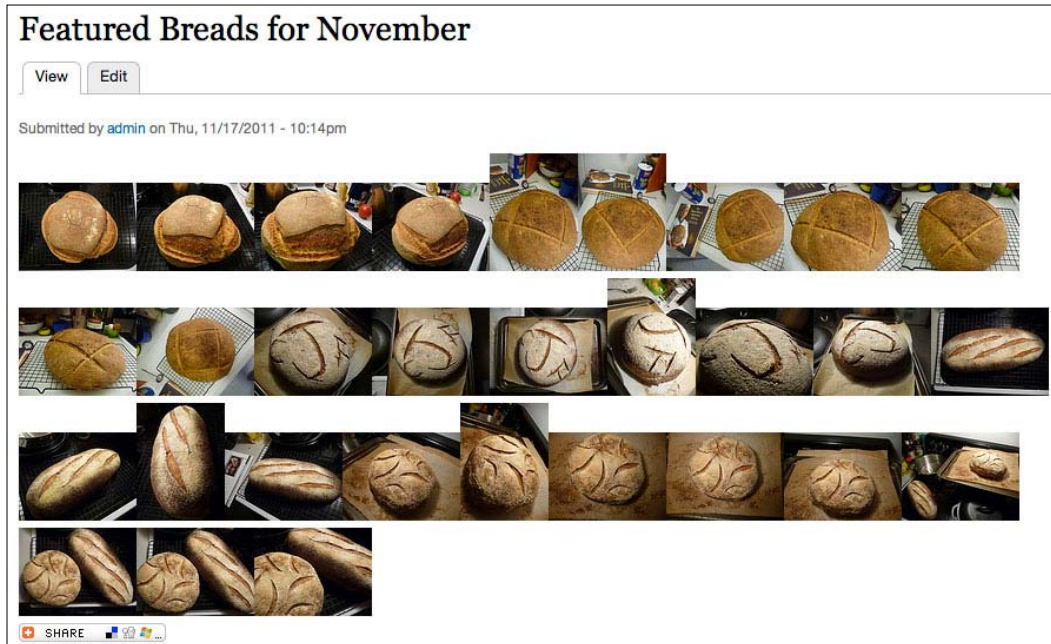 Featured Breads for November
View Edit
Submitted by admin on Thu, 11/17/2011 - 10:14pm
SHARE ...